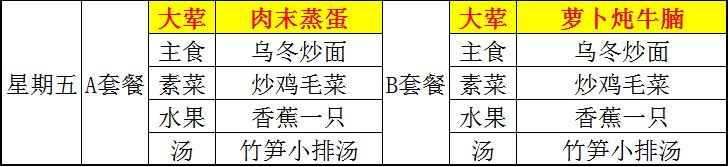 大荤 肉末蒸蛋 大荤 萝卜炖牛腩
主食 乌冬炒面 主食 乌冬炒面
星期五 A套餐 素菜 炒鸡毛菜 B套餐 素菜 炒鸡毛菜
水果 香蕉一只 水果 香蕉一只
汤 竹笋小排汤 汤 竹笋小排汤